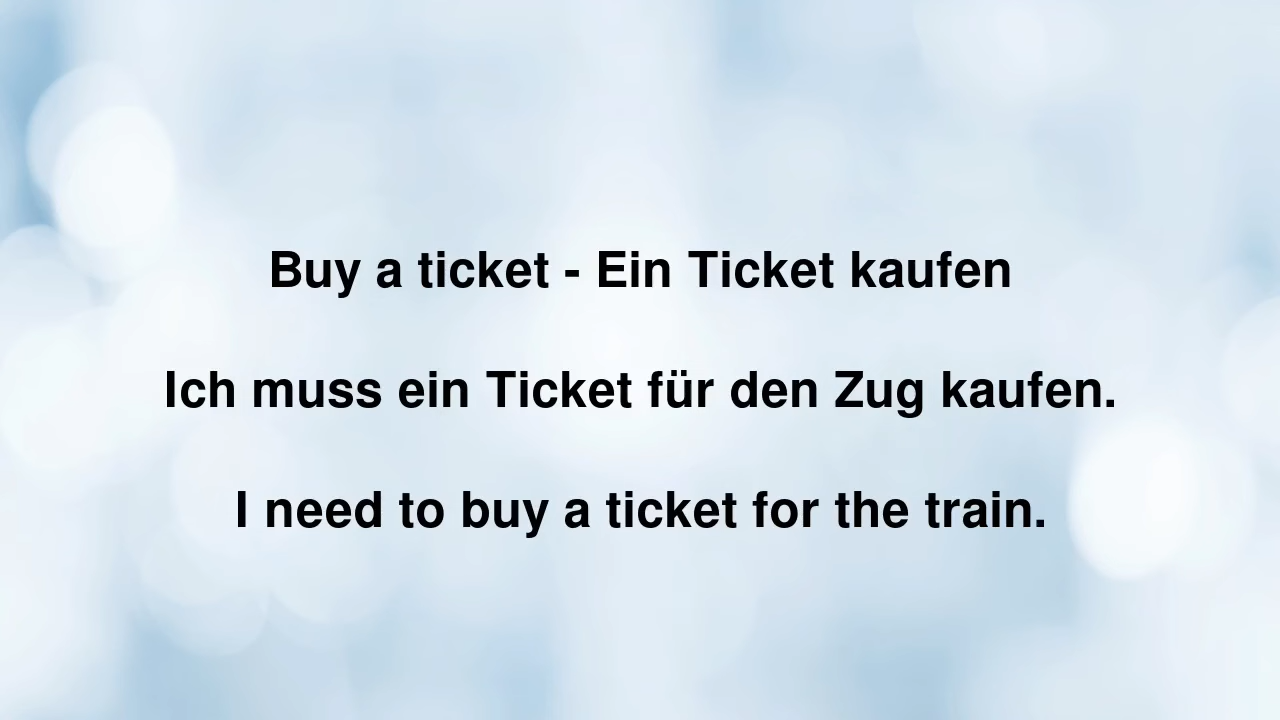 Buy a ticket - Ein Ticket kaufen
Ich muss ein Ticket für den Zug kaufen.
I need to buy a ticket for the train.